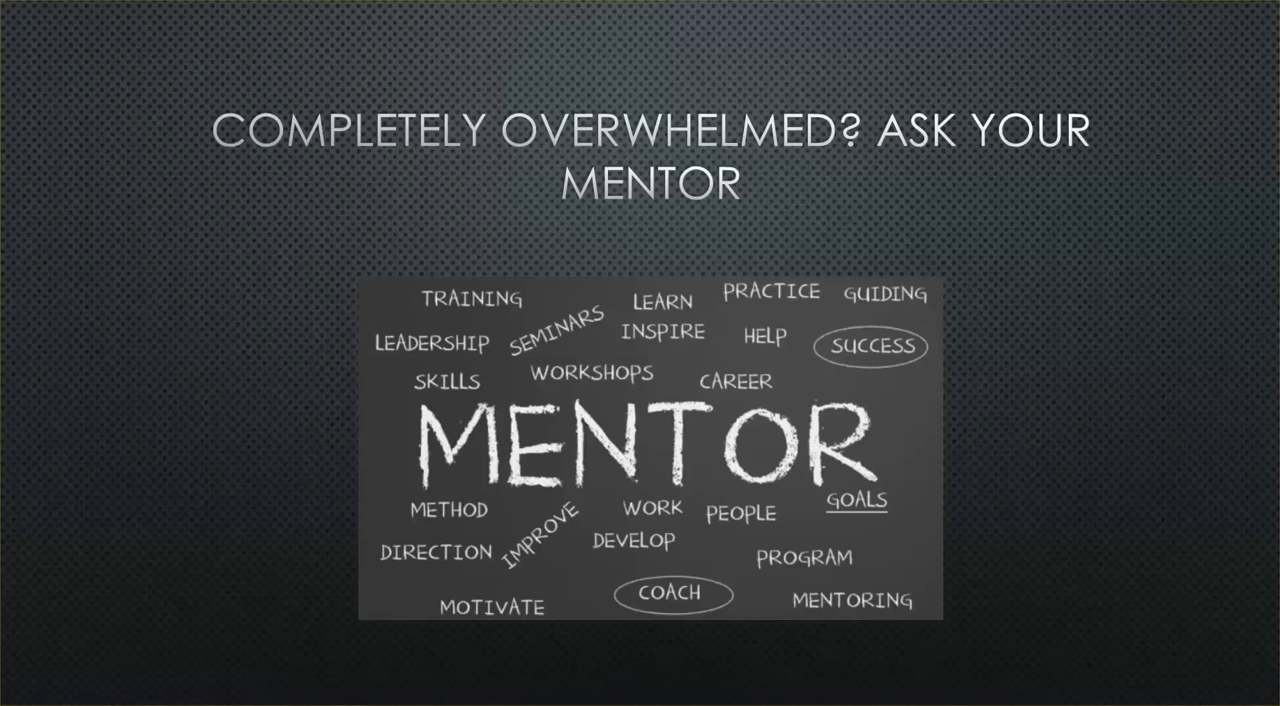 COMPLETELY OVERWHELMED? ASK YOUR
MENTOR
TRAINING
LEARN
PRACTICE
GUIDING
LEADERSHIP
SEMINARS
INSPIRE
HELP
SUCCESS
SKILLS
WORKSHOPS
CAREER
MENTOR
METHOD
IMPROVE
WORK
PEOPLE
GOALS
DIRECTION
DEVELOP
PROGRAM
MOTIVATE
COACH
MENTORING